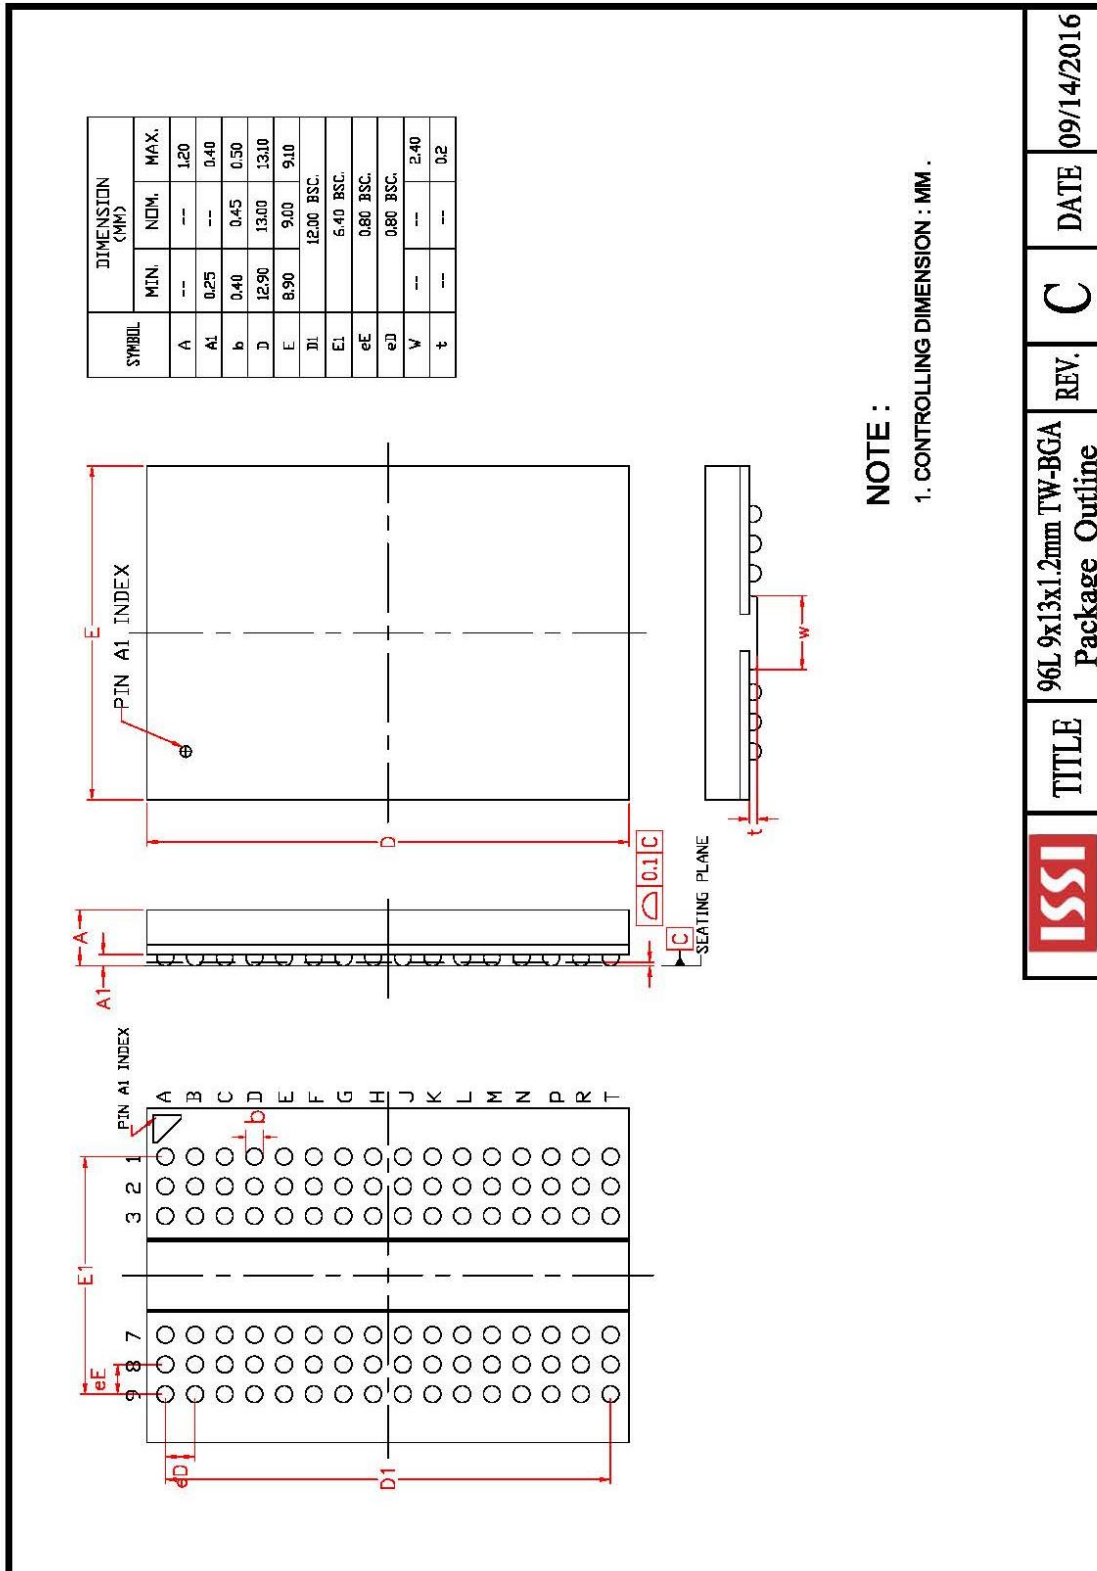 DIMENSION
(MM)
SYMBOL MIN. NOM. MAX.
A -- -- 1.20
A1 0.25 -- 0.40
b 0.40 0.45 0.50
D 12.90 13.00 13.10
E 8.90 9.00 9.10
D1 12.00 BSC.
E1 6.40 BSC.
eE 0.80 BSC.
eD 0.80 BSC.
W -- -- 2.40
t -- -- 0.2
E1
eE
9 8 7 3 2 1
PIN A1 INDEX
A
B
C
D
E
F
G
H
J
K
L
M
N
P
R
T
b
eD
D1
A
A1
0.1 C
C
SEATING PLANE
E
PIN A1 INDEX
D
t
w
NOTE :
1. CONTROLLING DIMENSION : MM .
ISSI
TITLE
96L 9x13x1.2mm TW-BGA
Package Outline
REV.
C
DATE
09/14/2016